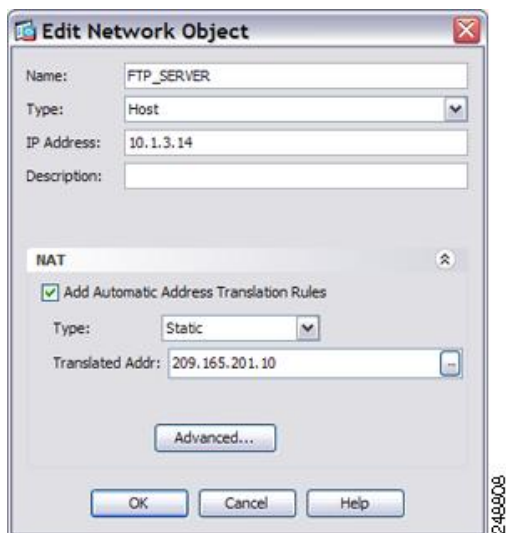 Edit Network Object
Name: FTP_SERVER
Type: Host
IP Address: 10.1.3.14
Description:
NAT
Add Automatic Address Translation Rules
Type: Static
Translated Addr: 209.165.201.10 ...
Advanced...
OK Cancel Help
248908